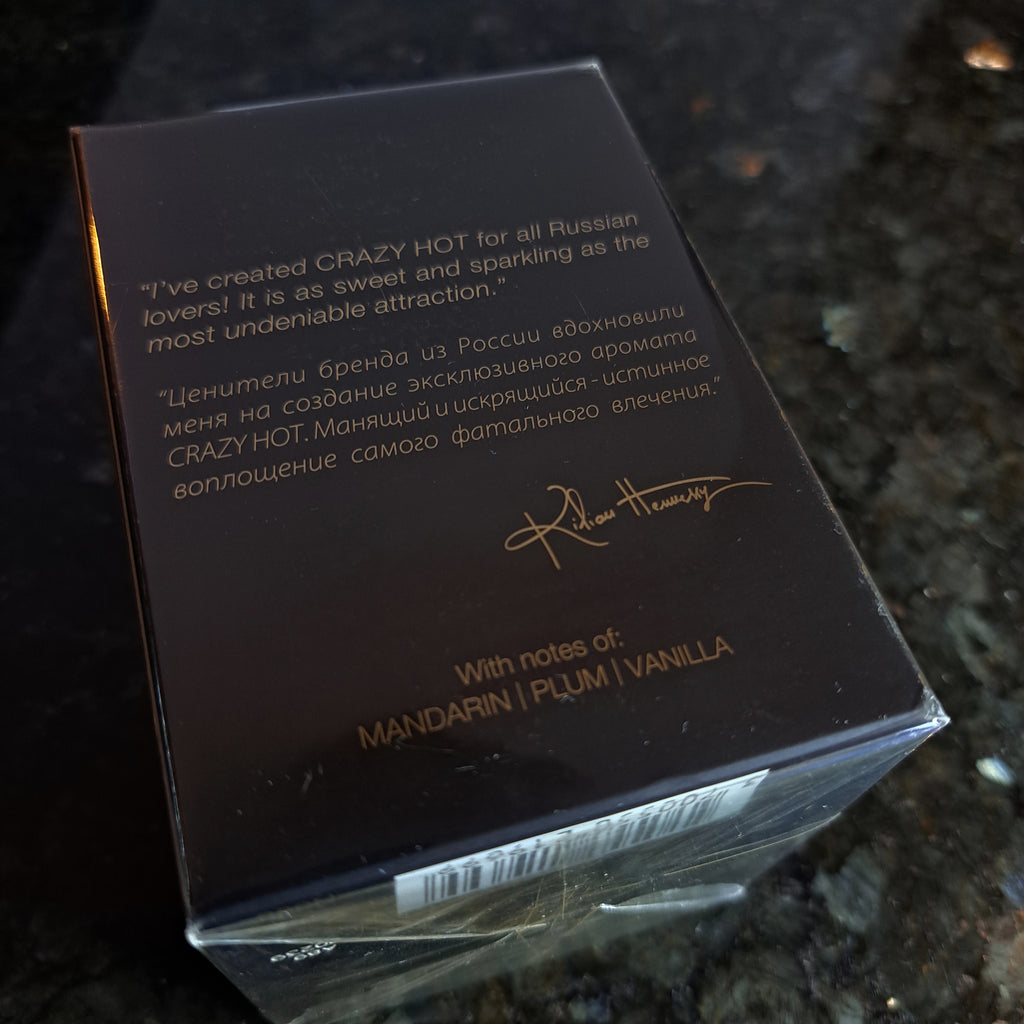 “I’ve created CRAZY HOT for all Russian
lovers! It is as sweet and sparkling as the
most undeniable attraction.”
“Ценители бренда из России вдохновили
меня на создание эксклюзивного аромата
CRAZY HOT. Манящий и искрящийся - истинное
воплощение самого фатального влечения.”
Kilian Hennessy
With notes of:
MANDARIN | PLUM | VANILLA